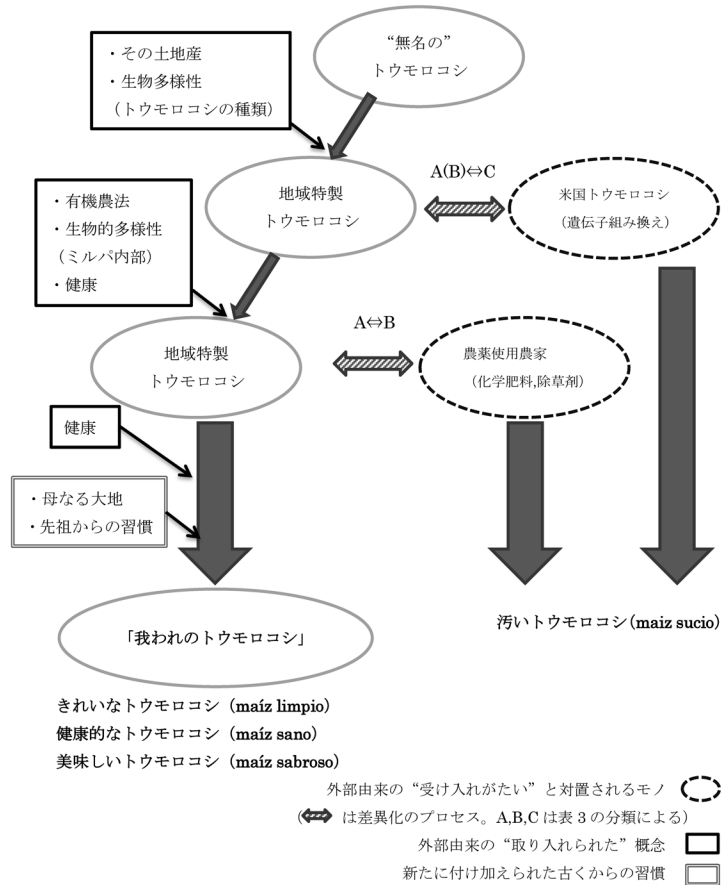 “無名の”
トウモロコシ
・その土地産
・生物多様性
（トウモロコシの種類）
地域特製
トウモロコシ
A(B)⇔C
米国トウモロコシ
（遺伝子組み換え）
・有機農法
・生物的多様性
（ミルパ内部）
・健康
地域特製
トウモロコシ
A⇔B
農薬使用農家
（化学肥料,除草剤）
健康
・母なる大地
・先祖からの習慣
「我われのトウモロコシ」
汚いトウモロコシ(maiz sucio)
きれいなトウモロコシ（maíz limpio）
健康的なトウモロコシ（maíz sano）
美味しいトウモロコシ（maíz sabroso）
外部由来の“受け入れがたい”と対置されるモノ
（⇔は差異化のプロセス。A,B,C は表 3 の分類による）
外部由来の“取り入れられた”概念
新たに付け加えられた古くからの習慣